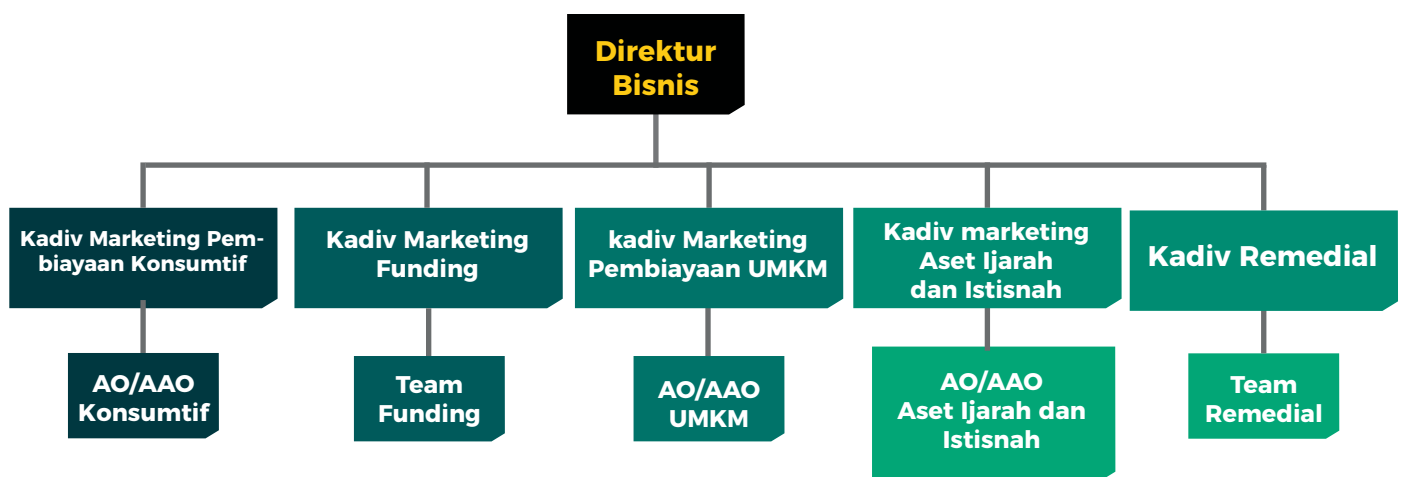 Direktur
Bisnis
Kadiv Marketing Pem-
biayaan Konsumtif
Kadiv Marketing
Funding
kadiv Marketing
Pembiayaan UMKM
Kadiv marketing
Aset Ijarah
dan Istisnah
Kadiv Remedial
AO/AAO
Konsumtif
Team
Funding
AO/AAO
UMKM
AO/AAO
Aset Ijarah dan
Istisnah
Team
Remedial